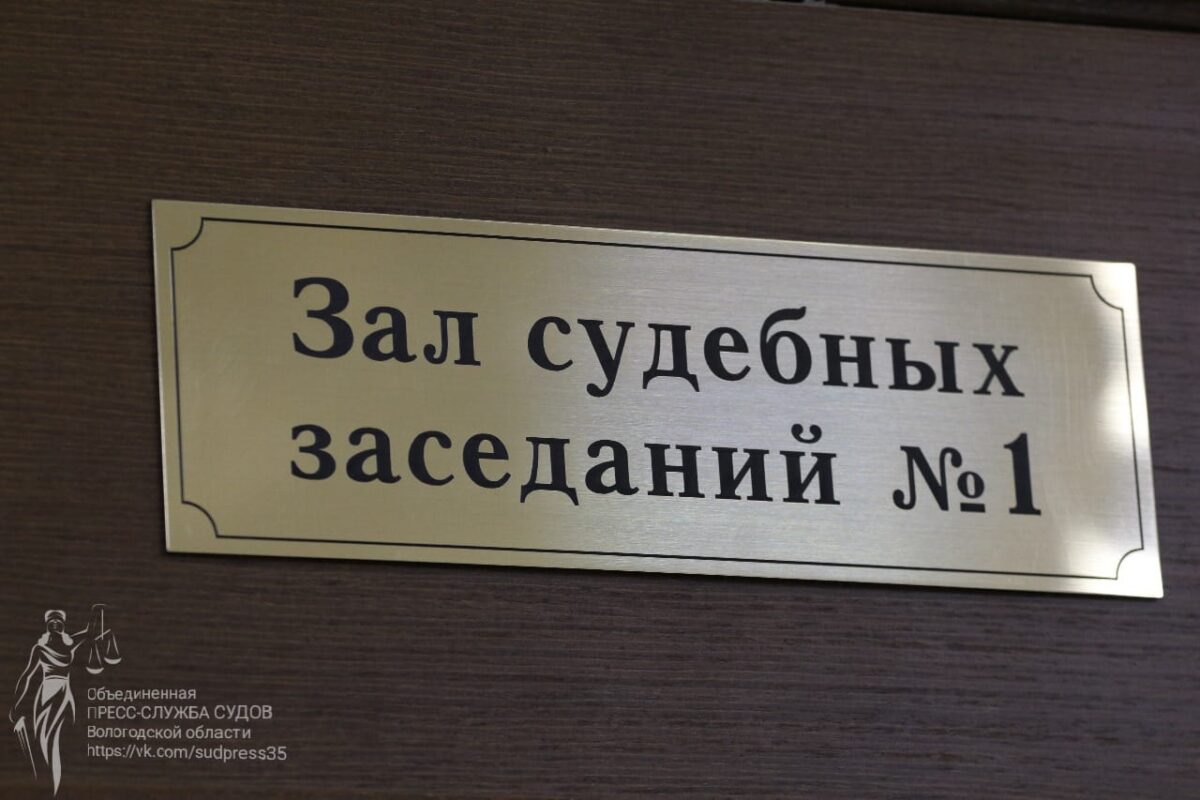 Зал судебных
заседаний №1
Объединенная
ПРЕСС-СЛУЖБА СУДОВ
Вологодской области
https://vk.com/sudpress35